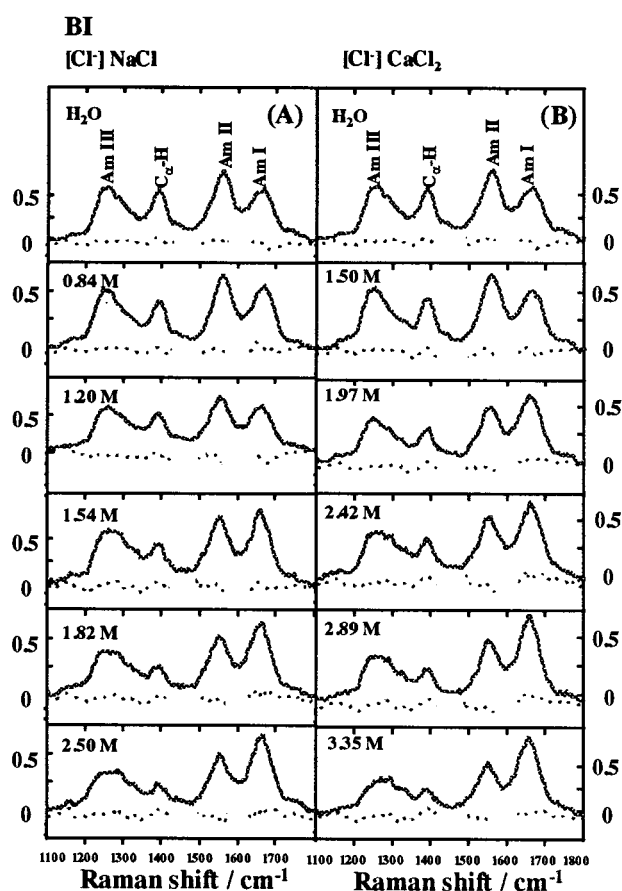 BI
[Cl-] NaCl [Cl-] CaCl2
H2O (A) H2O (B)
Am III Cα-H Am II Am I Am III Cα-H Am II Am I
0.5 0.5
0 0
0.84 M 1.50 M
0.5 0.5
0 0
1.20 M 1.97 M
0.5 0.5
0 0
1.54 M 2.42 M
0.5 0.5
0 0
1.82 M 2.89 M
0.5 0.5
0 0
2.50 M 3.35 M
0.5 0.5
0 0
1100 1200 1300 1400 1500 1600 1700 1100 1200 1300 1400 1500 1600 1700 1800
Raman shift / cm-1 Raman shift / cm-1